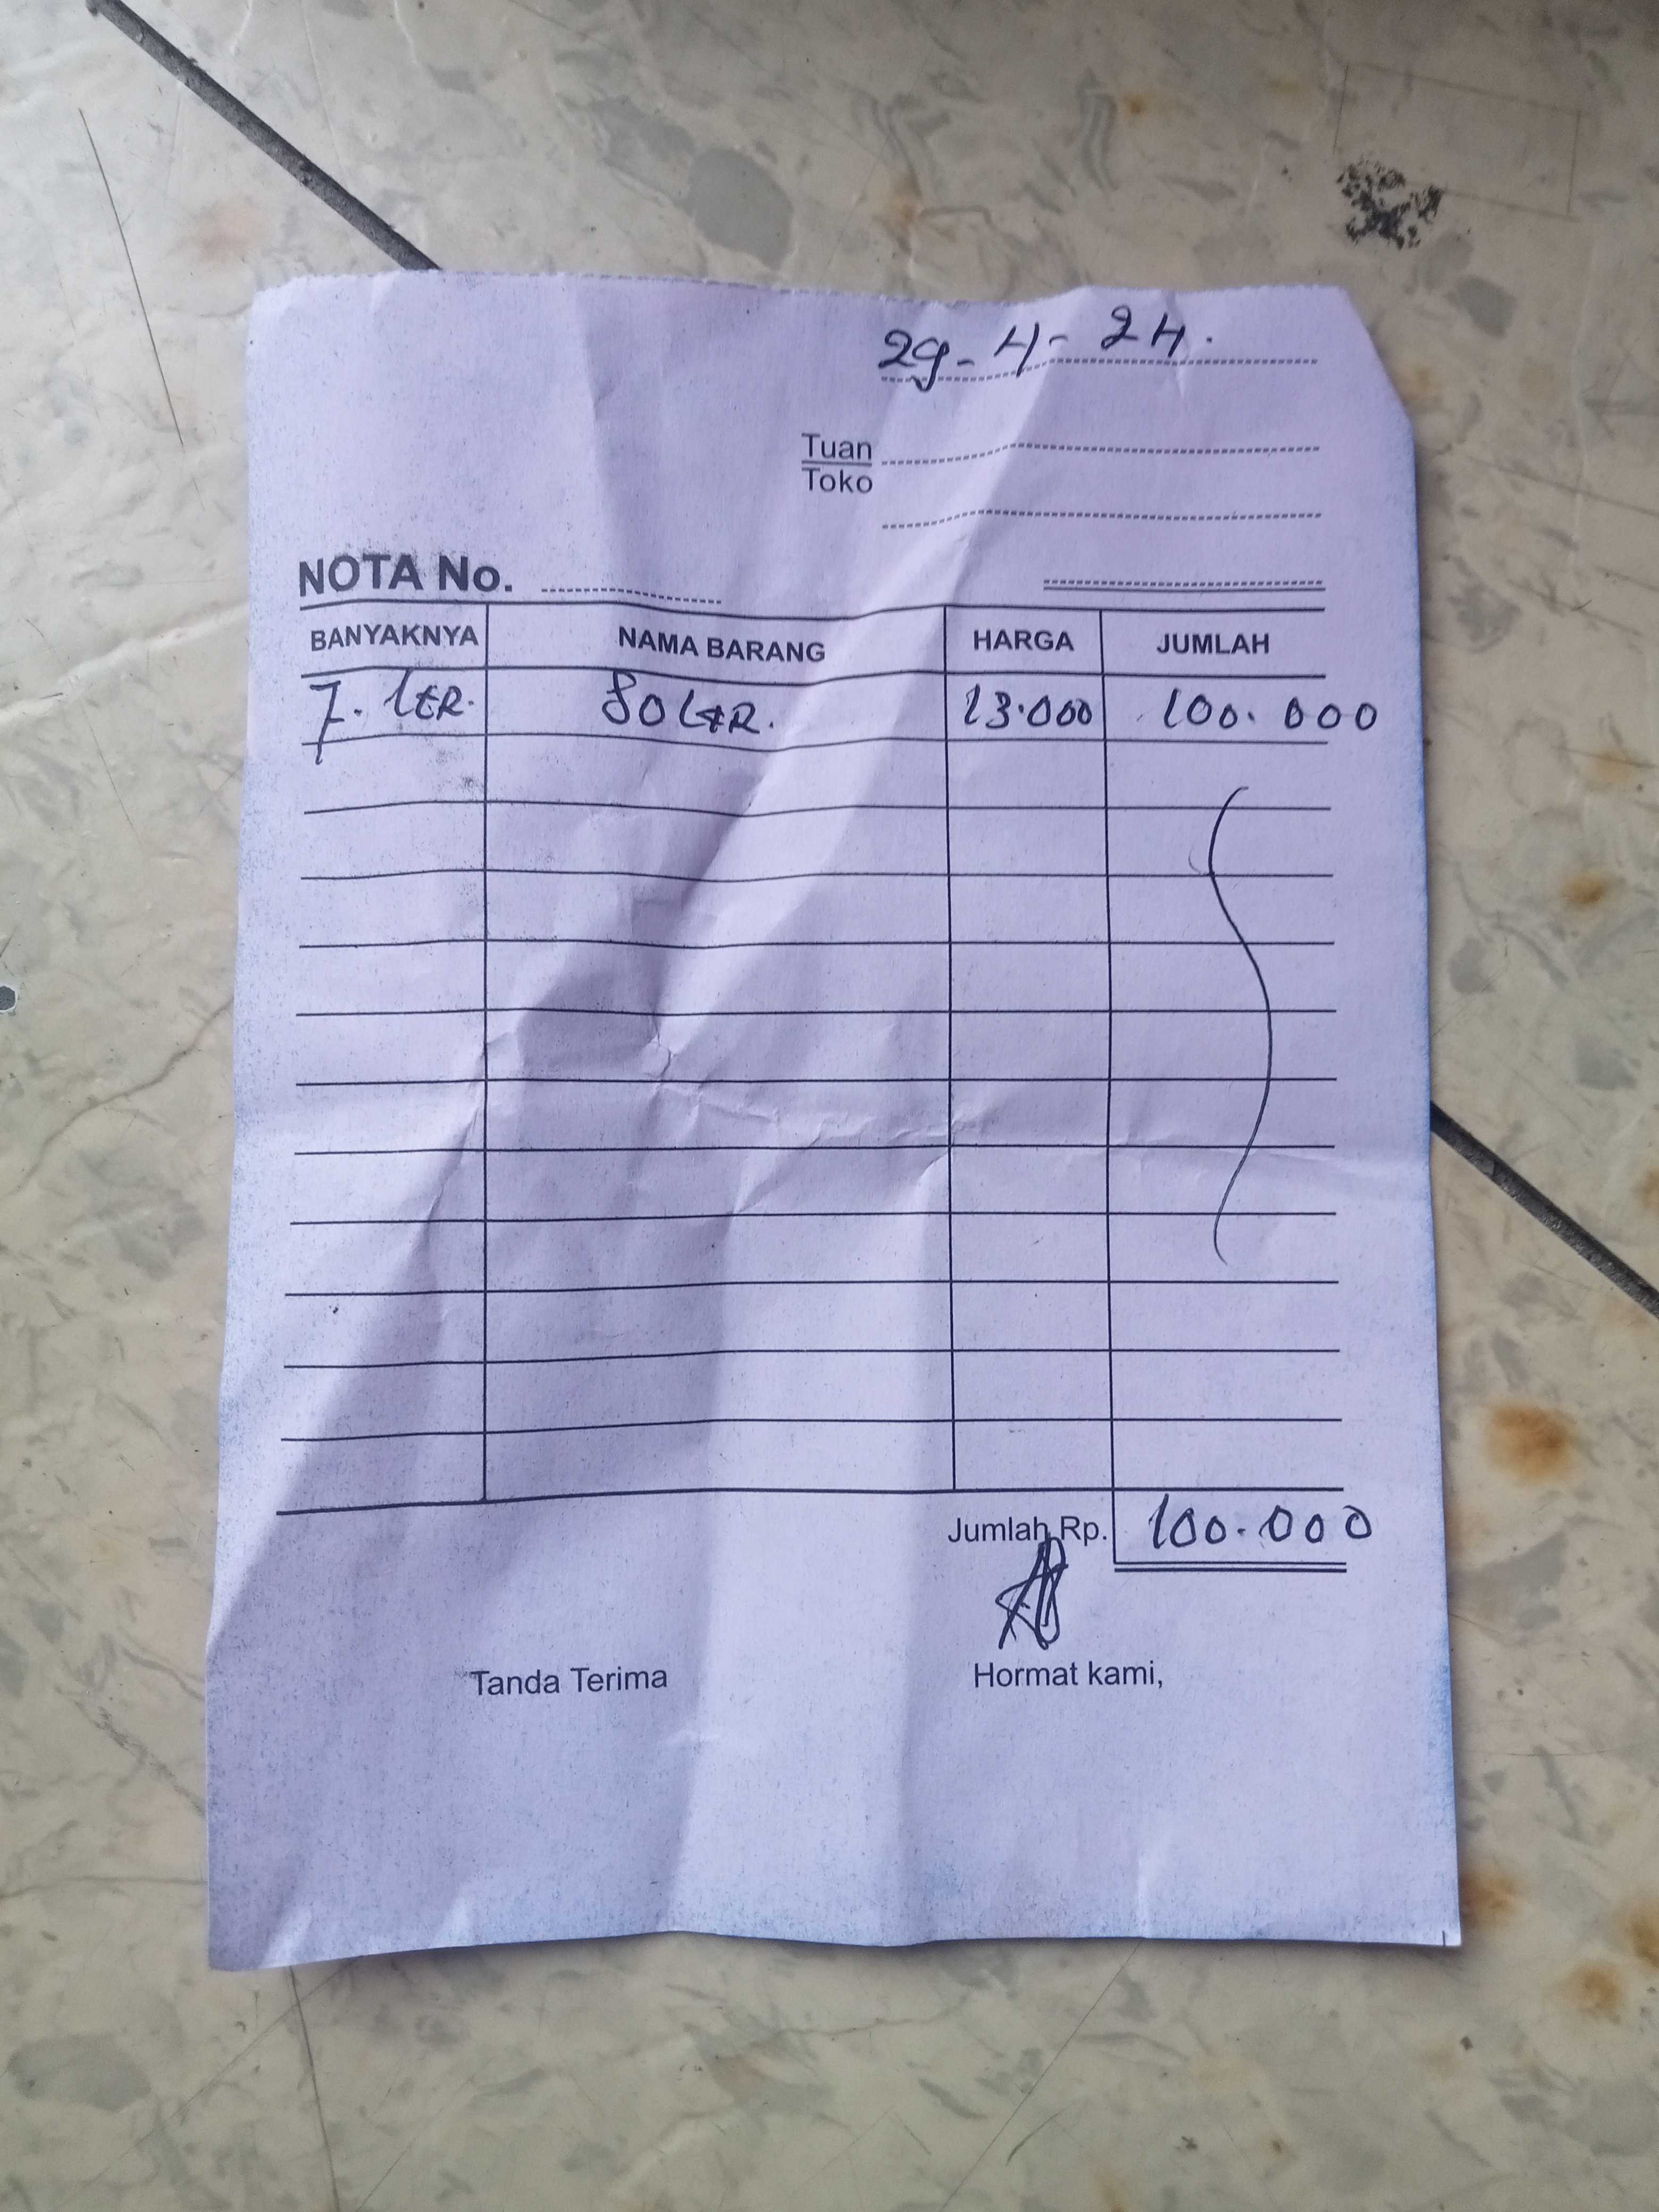 29-4-24.
Tuan
Toko
NOTA No.
BANYAKNYA NAMA BARANG HARGA JUMLAH
7. LTR. SOLAR. 13.000 100.000
Jumlah Rp. 100.000
Tanda Terima Hormat kami,